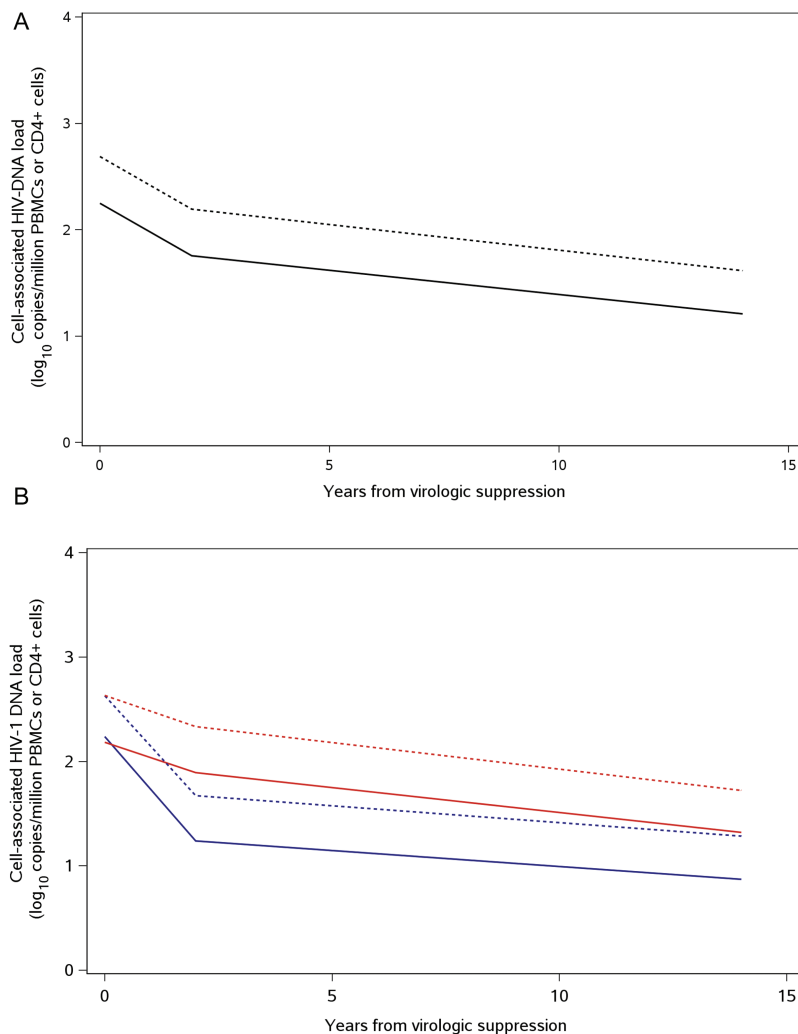 A
4
3
2
1
0
Cell-associated HIV-DNA load
(log10 copies/million PBMCs or CD4+ cells)
0 5 10 15
Years from virologic suppression
B
4
3
2
1
0
Cell-associated HIV-1 DNA load
(log10 copies/million PBMCs or CD4+ cells)
0 5 10 15
Years from virologic suppression